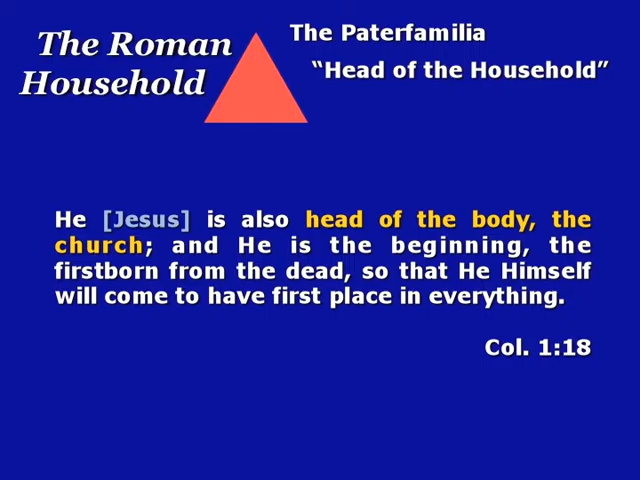 The Roman
Household
The Paterfamilia
“Head of the Household”
He [Jesus] is also head of the body, the
church; and He is the beginning, the
firstborn from the dead, so that He Himself
will come to have first place in everything.
Col. 1:18